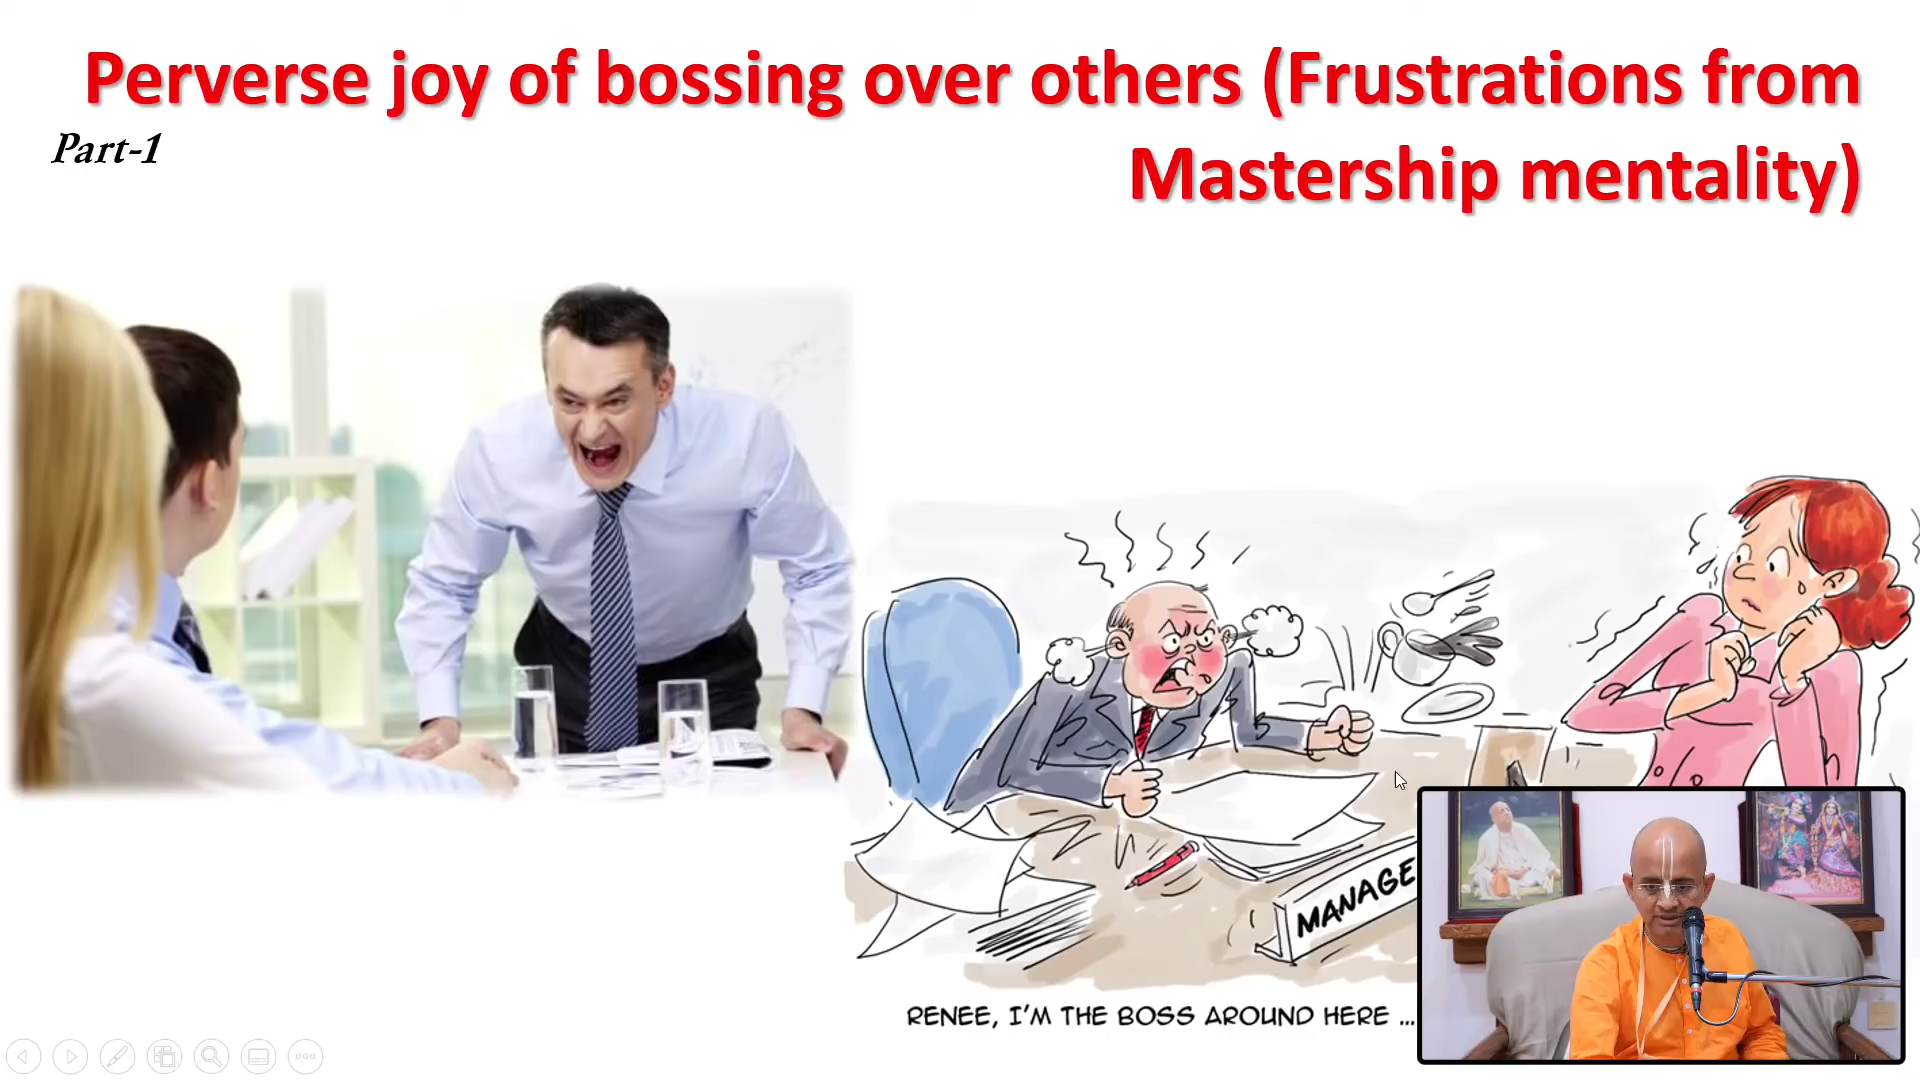 Perverse joy of bossing over others (Frustrations from
Mastership mentality)
Part-1
MANAGE
RENEE, I'M THE BOSS AROUND HERE ...